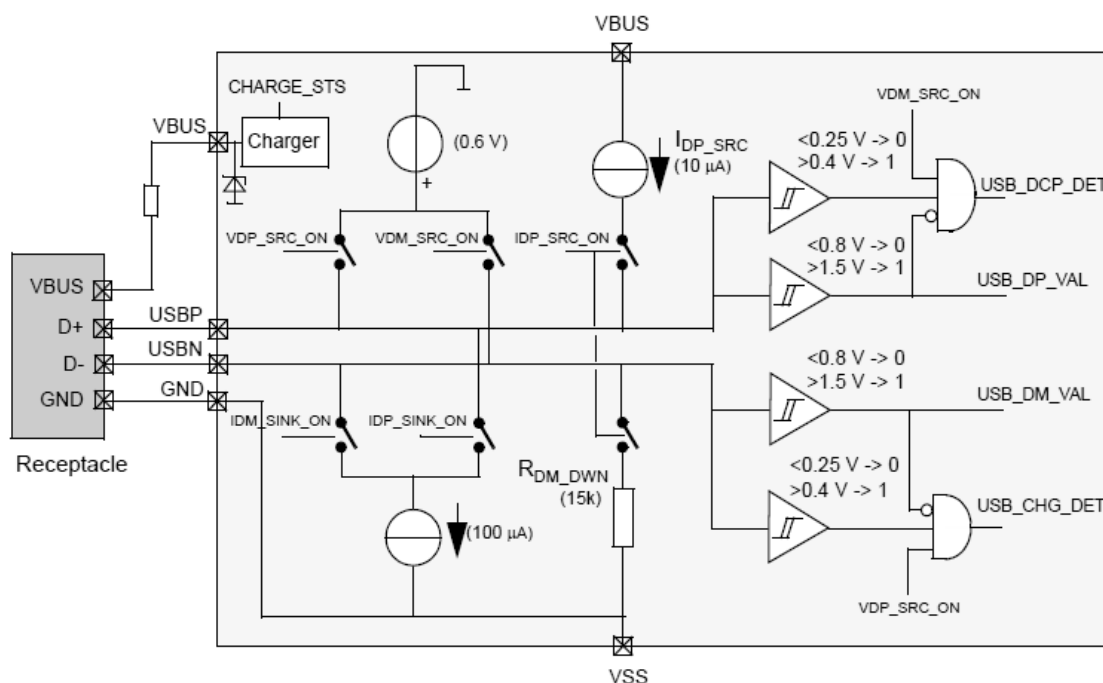 VBUS
CHARGE_STS
VBUS
Charger
(0.6 V)
+
I_DP_SRC
(10 μA)
VDM_SRC_ON
<0.25 V -> 0
>0.4 V -> 1
USB_DCP_DET
VDP_SRC_ON
VDM_SRC_ON
IDP_SRC_ON
<0.8 V -> 0
>1.5 V -> 1
USB_DP_VAL
VBUS
D+
USBP
D-
USBN
GND
GND
<0.8 V -> 0
>1.5 V -> 1
USB_DM_VAL
IDM_SINK_ON
IDP_SINK_ON
Receptacle
R_DM_DWN
(15k)
<0.25 V -> 0
>0.4 V -> 1
USB_CHG_DET
(100 μA)
VDP_SRC_ON
VSS